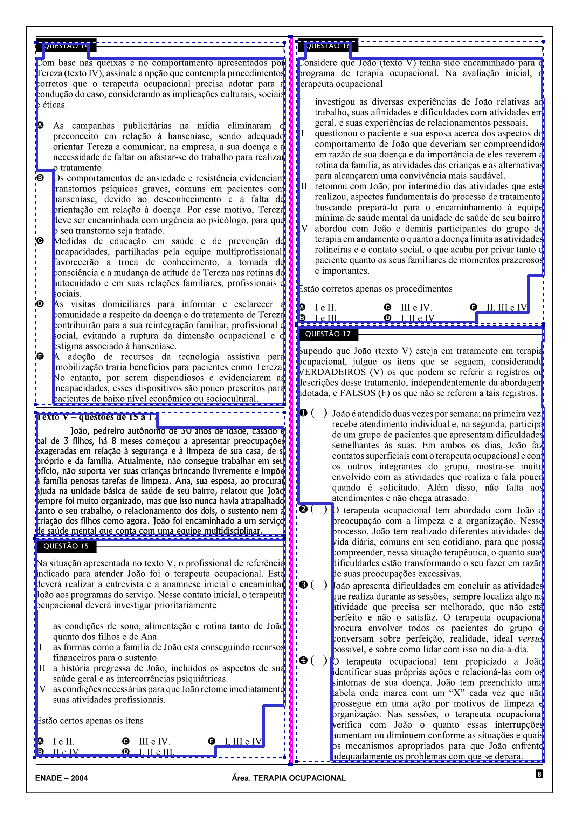 QUESTÃO 14
Com base nas queixas e no comportamento apresentados por
Tereza (texto IV), assinale a opção que contempla procedimentos
corretos que o terapeuta ocupacional precisa adotar para a
condução do caso, considerando as implicações culturais, sociais
e éticas.
A As campanhas publicitárias na mídia eliminaram o
preconceito em relação à hanseníase, sendo adequado
orientar Tereza a comunicar, na empresa, a sua doença e a
necessidade de faltar ou afastar-se do trabalho para realizar
o tratamento.
B Os comportamentos de ansiedade e resistência evidenciam
transtornos psíquicos graves, comuns em pacientes com
hanseníase, devido ao desconhecimento e à falta de
orientação em relação à doença. Por esse motivo, Tereza
deve ser encaminhada com urgência ao psicólogo, para que
o seu transtorno seja tratado.
C Medidas de educação em saúde e de prevenção de
incapacidades, partilhadas pela equipe multiprofissional,
favorecerão a troca de conhecimento, a tomada de
consciência e a mudança de atitude de Tereza nas rotinas de
autocuidado e em suas relações familiares, profissionais e
sociais.
D As visitas domiciliares para informar e esclarecer a
comunidade a respeito da doença e do tratamento de Tereza
contribuirão para a sua reintegração familiar, profissional e
social, evitando a ruptura da dimensão ocupacional e o
estigma associado à hanseníase.
E A adoção de recursos da tecnologia assistiva para
mobilização traria benefícios para pacientes como Tereza.
No entanto, por serem dispendiosos e evidenciarem as
incapacidades, esses dispositivos são pouco prescritos para
pacientes de baixo nível econômico ou sociocultural.
Texto V – questões de 15 a 17
João, pedreiro autônomo de 30 anos de idade, casado e
pai de 3 filhos, há 8 meses começou a apresentar preocupações
exageradas em relação à segurança e à limpeza de sua casa, de si
próprio e da família. Atualmente, não consegue trabalhar em seu
ofício, não suporta ver suas crianças brincando livremente e impõe
à família penosas tarefas de limpeza. Ana, sua esposa, ao procurar
ajuda na unidade básica de saúde de seu bairro, relatou que João
sempre foi muito organizado, mas que isso nunca havia atrapalhado
tanto o seu trabalho, o relacionamento dos dois, o sustento nem a
criação dos filhos como agora. João foi encaminhado a um serviço
de saúde mental que conta com uma equipe multidisciplinar.
QUESTÃO 15
Na situação apresentada no texto V, o profissional de referência
indicado para atender João foi o terapeuta ocupacional. Este
deverá realizar a entrevista e a anamnese inicial e encaminhar
João aos programas do serviço. Nesse contato inicial, o terapeuta
ocupacional deverá investigar prioritariamente
as condições de sono, alimentação e rotina tanto de João
quanto dos filhos e de Ana.
I as formas como a família de João está conseguindo recursos
financeiros para o sustento.
II a história pregressa de João, incluídos os aspectos de sua
saúde geral e as intercorrências psiquiátricas.
V as condições necessárias para que João retome imediatamente
suas atividades profissionais.
Estão certos apenas os itens
A I e II.
C III e IV.
E I, III e IV.
B II e IV.
D I, II e III.
QUESTÃO 16
Considere que João (texto V) tenha sido encaminhado para o
programa de terapia ocupacional. Na avaliação inicial, o
terapeuta ocupacional
investigou as diversas experiências de João relativas ao
trabalho, suas afinidades e dificuldades com atividades em
geral, e suas experiências de relacionamentos pessoais.
I questionou o paciente e sua esposa acerca dos aspectos do
comportamento de João que deveriam ser compreendidos
em razão de sua doença e da importância de eles reverem a
rotina da família, as atividades das crianças e as alternativas
para alcançarem uma convivência mais saudável.
II retomou com João, por intermédio das atividades que este
realizou, aspectos fundamentais do processo de tratamento,
buscando prepará-lo para o encaminhamento à equipe
mínima de saúde mental da unidade de saúde de seu bairro.
V abordou com João e demais participantes do grupo de
terapia em andamento o quanto a doença limita as atividades
rotineiras e o contato social, o que acaba por privar tanto o
paciente quanto os seus familiares de momentos prazerosos
e importantes.
Estão corretos apenas os procedimentos
A I e II.
C III e IV.
E II, III e IV.
B I e III.
D I, II e IV.
QUESTÃO 17
Supondo que João (texto V) esteja em tratamento em terapia
ocupacional, julgue os itens que se seguem, considerando
VERDADEIROS (V) os que podem se referir a registros ou
descrições desse tratamento, independentemente da abordagem
adotada, e FALSOS (F) os que não se referem a tais registros.
1 ( ) João é atendido duas vezes por semana; na primeira vez,
recebe atendimento individual e, na segunda, participa
de um grupo de pacientes que apresentam dificuldades
semelhantes às suas. Em ambos os dias, João faz
contatos superficiais com o terapeuta ocupacional e com
os outros integrantes do grupo, mostra-se muito
envolvido com as atividades que realiza e fala pouco
quando é solicitado. Além disso, não falta aos
atendimentos e não chega atrasado.
2 ( ) O terapeuta ocupacional tem abordado com João a
preocupação com a limpeza e a organização. Nesse
processo, João tem realizado diferentes atividades de
vida diária, comuns em seu cotidiano, para que possa
compreender, nessa situação terapêutica, o quanto suas
dificuldades estão transformando o seu fazer em razão
de suas preocupações excessivas.
3 ( ) João apresenta dificuldades em concluir as atividades
que realiza durante as sessões, sempre localiza algo na
atividade que precisa ser melhorado, que não está
perfeito e não o satisfaz. O terapeuta ocupacional
procura envolver todos os pacientes do grupo e
conversam sobre perfeição, realidade, ideal versus
possível, e sobre como lidar com isso no dia-a-dia.
4 ( ) O terapeuta ocupacional tem propiciado a João
identificar suas próprias ações e relacioná-las com os
sintomas de sua doença. João tem preenchido uma
tabela onde marca com um “X” cada vez que não
prossegue em uma ação por motivos de limpeza e
organização. Nas sessões, o terapeuta ocupacional
verifica com João o quanto essas interrupções
aumentam ou diminuem conforme as situações e quais
os mecanismos apropriados para que João enfrente
adequadamente os problemas com que se depara.
ENADE – 2004
Área: TERAPIA OCUPACIONAL
8